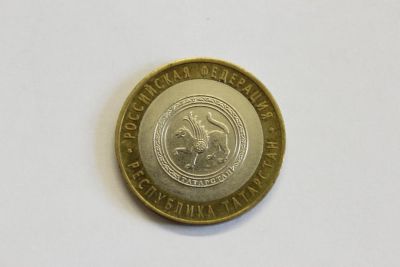 РОССИЙСКАЯ ФЕДЕРАЦИЯ
РЕСПУБЛИКА ТАТАРСТАН
ТАТАРСТАН